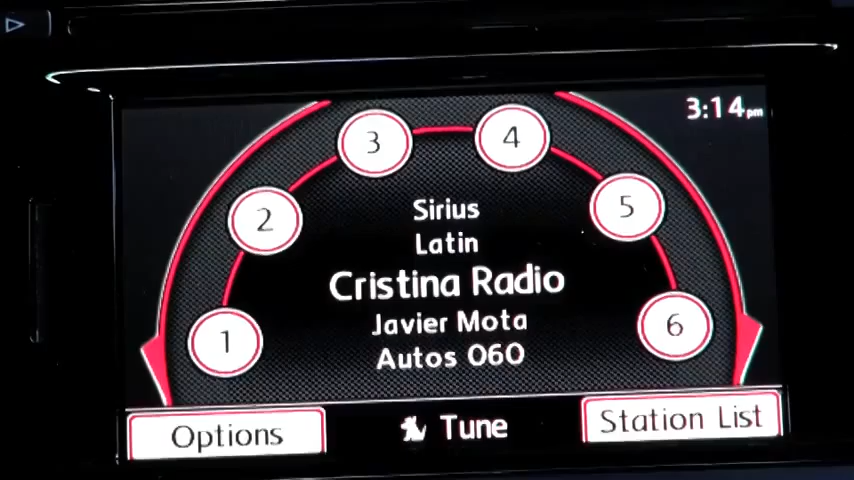 3:14pm
3
4
2
5
Sirius
Latin
Cristina Radio
Javier Mota
Autos 060
1
6
Options
Tune
Station List